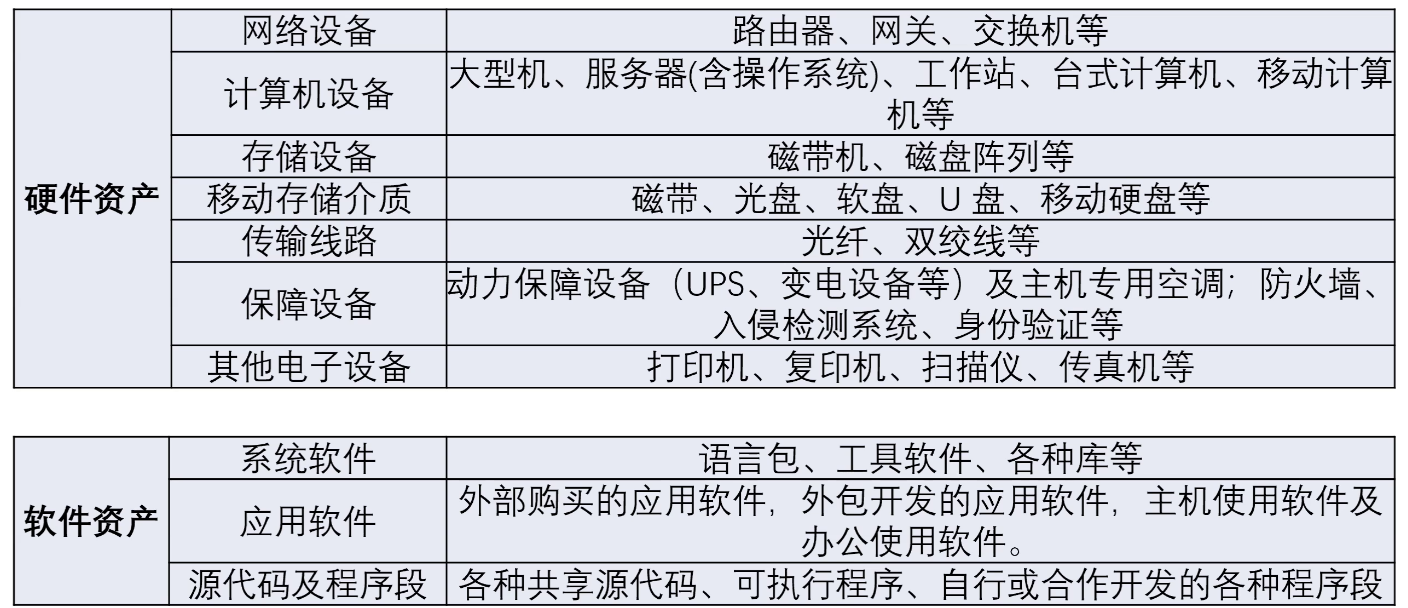 硬件资产
网络设备
路由器、网关、交换机等
计算机设备
大型机、服务器(含操作系统)、工作站、台式计算机、移动计算
机等
存储设备
磁带机、磁盘阵列等
移动存储介质
磁带、光盘、软盘、U 盘、移动硬盘等
传输线路
光纤、双绞线等
保障设备
动力保障设备（UPS、变电设备等）及主机专用空调；防火墙、
入侵检测系统、身份验证等
其他电子设备
打印机、复印机、扫描仪、传真机等
软件资产
系统软件
语言包、工具软件、各种库等
应用软件
外部购买的应用软件，外包开发的应用软件，主机使用软件及
办公使用软件。
源代码及程序段
各种共享源代码、可执行程序、自行或合作开发的各种程序段